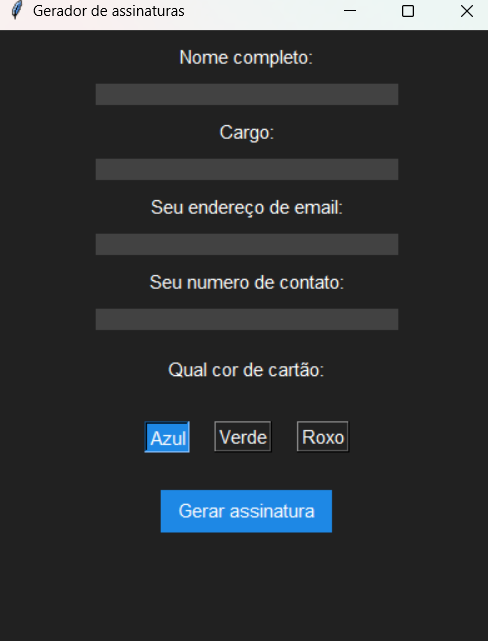 Gerador de assinaturas
Nome completo:
Cargo:
Seu endereço de email:
Seu numero de contato:
Qual cor de cartão:
Azul Verde Roxo
Gerar assinatura